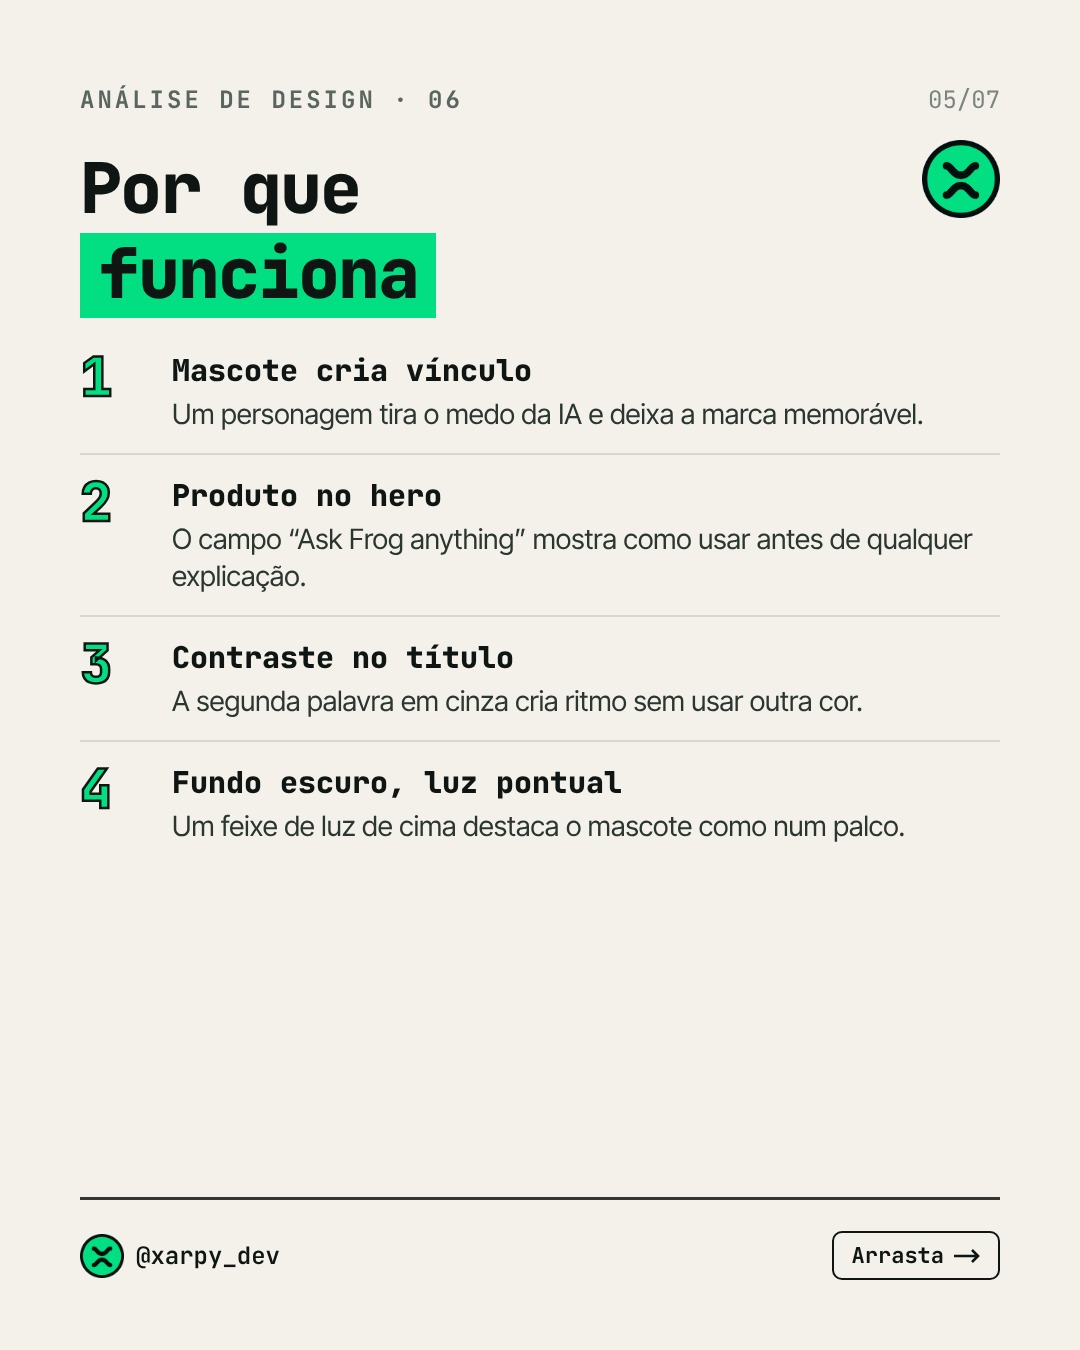 ANÁLISE DE DESIGN · 06
05/07
Por que
funciona
1
Mascote cria vínculo
Um personagem tira o medo da IA e deixa a marca memorável.
2
Produto no hero
O campo “Ask Frog anything” mostra como usar antes de qualquer
explicação.
3
Contraste no título
A segunda palavra em cinza cria ritmo sem usar outra cor.
4
Fundo escuro, luz pontual
Um feixe de luz de cima destaca o mascote como num palco.
@xarpy_dev
Arrasta →